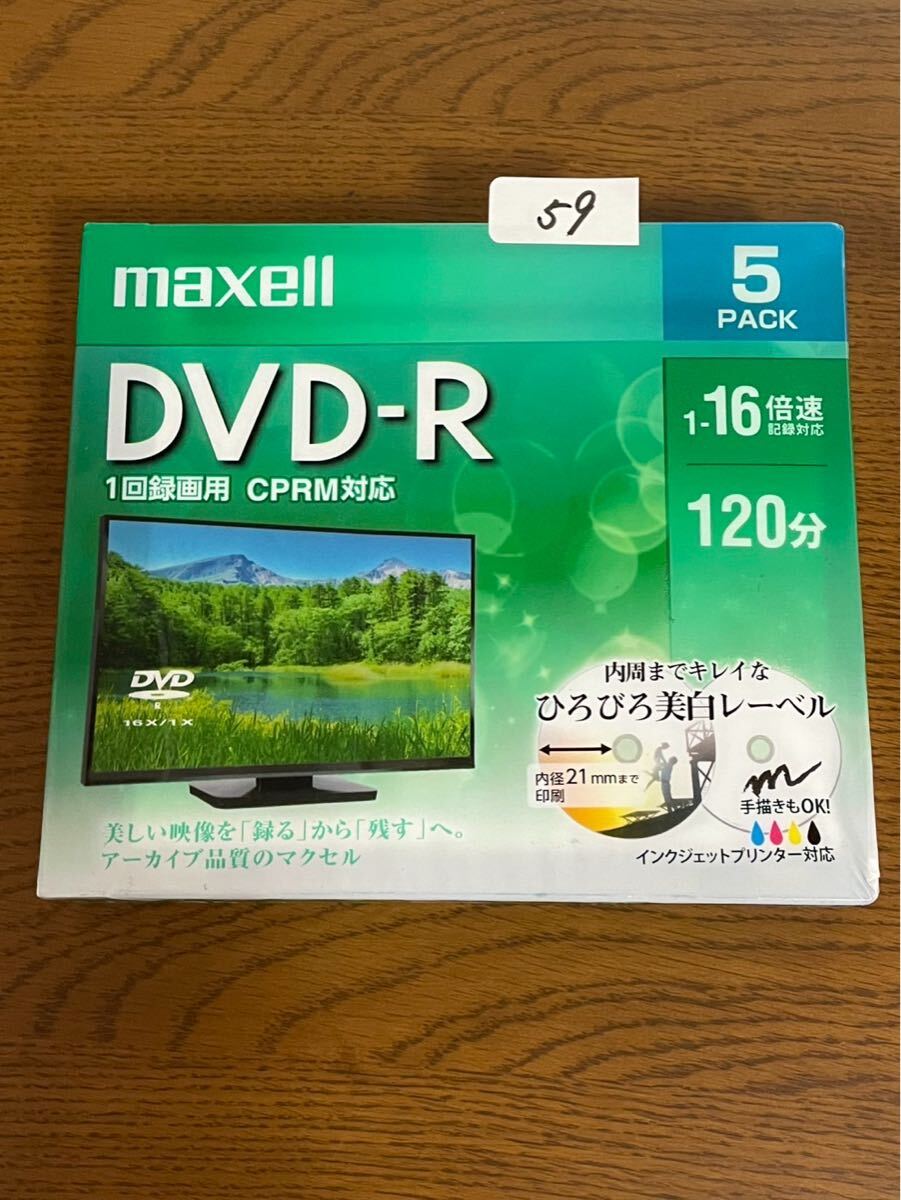 59
maxell
5
PACK
DVD-R
1回録画用 CPRM対応
1-16倍速
記録対応
120分
DVD
R
16X/1X
内周までキレイな
ひろびろ美白レーベル
内径21mmまで
印刷
手描きもOK!
インクジェットプリンター対応
美しい映像を「録る」から「残す」へ。
アーカイブ品質のマクセル